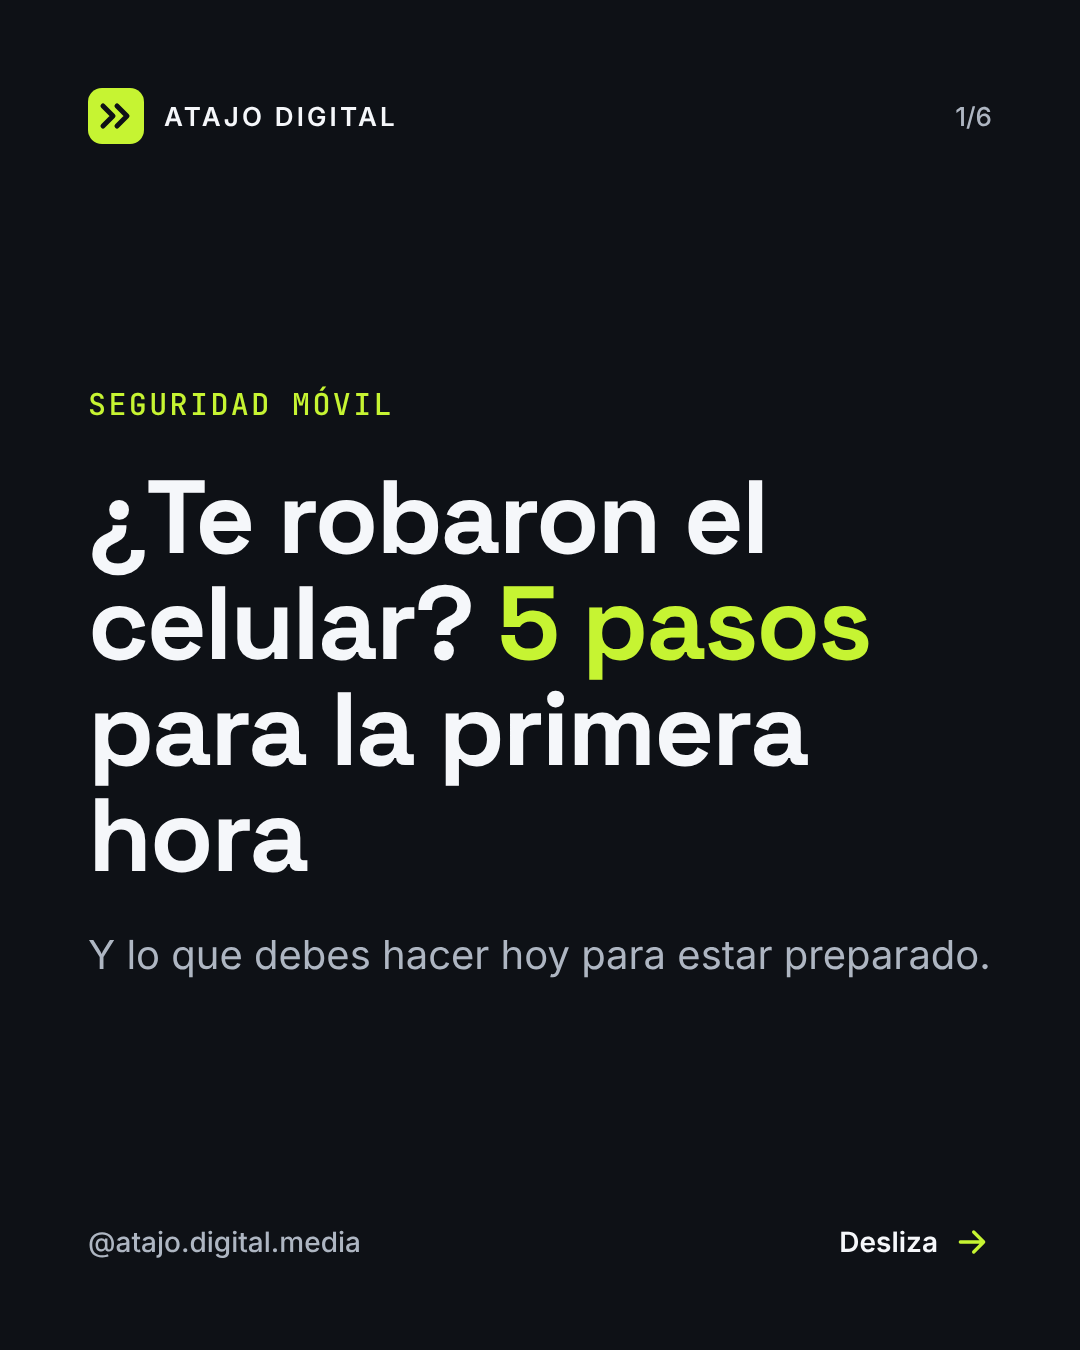 ATAJO DIGITAL
1/6
SEGURIDAD MÓVIL
¿Te robaron el
celular? 5 pasos
para la primera
hora
Y lo que debes hacer hoy para estar preparado.
@atajo.digital.media
Desliza →